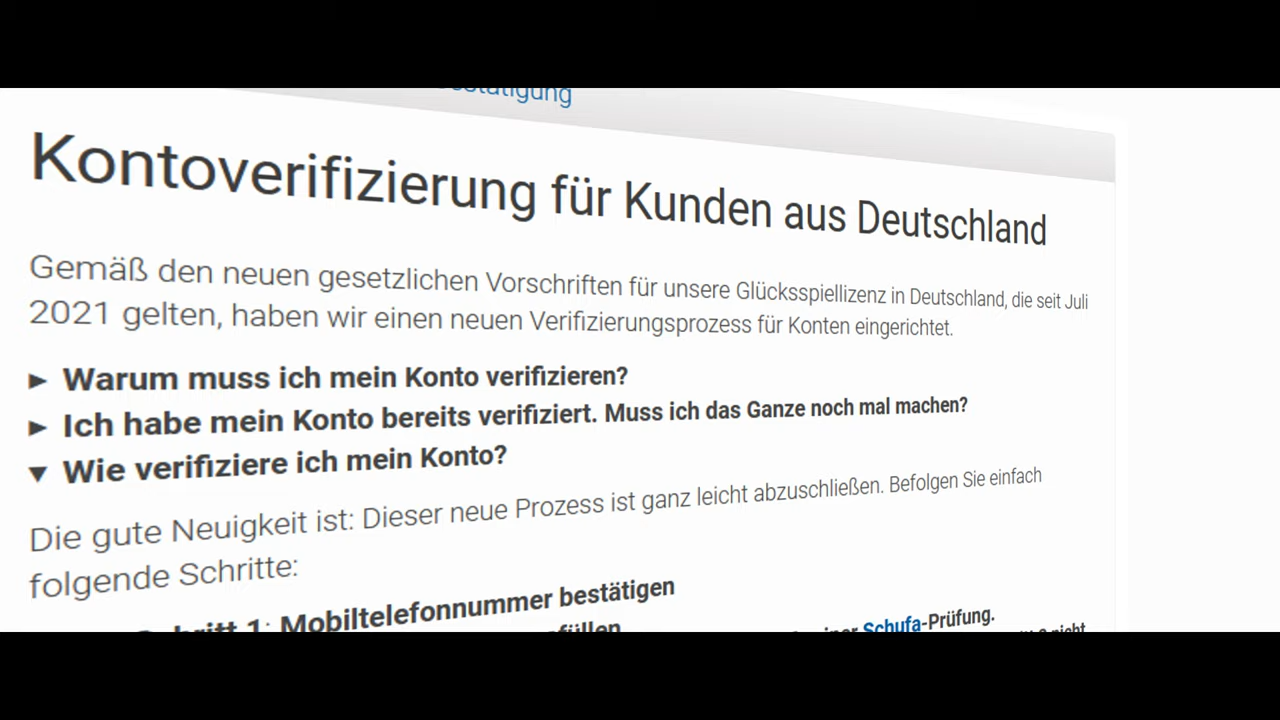 Kontoverifizierung für Kunden aus Deutschland
Gemäß den neuen gesetzlichen Vorschriften für unsere Glücksspiellizenz in Deutschland, die seit Juli
2021 gelten, haben wir einen neuen Verifizierungsprozess für Konten eingerichtet.
► Warum muss ich mein Konto verifizieren?
► Ich habe mein Konto bereits verifiziert. Muss ich das Ganze noch mal machen?
▼ Wie verifiziere ich mein Konto?
Die gute Neuigkeit ist: Dieser neue Prozess ist ganz leicht abzuschließen. Befolgen Sie einfach
folgende Schritte:
Schritt 1: Mobiltelefonnummer bestätigen
Schufa-Prüfung.
nicht